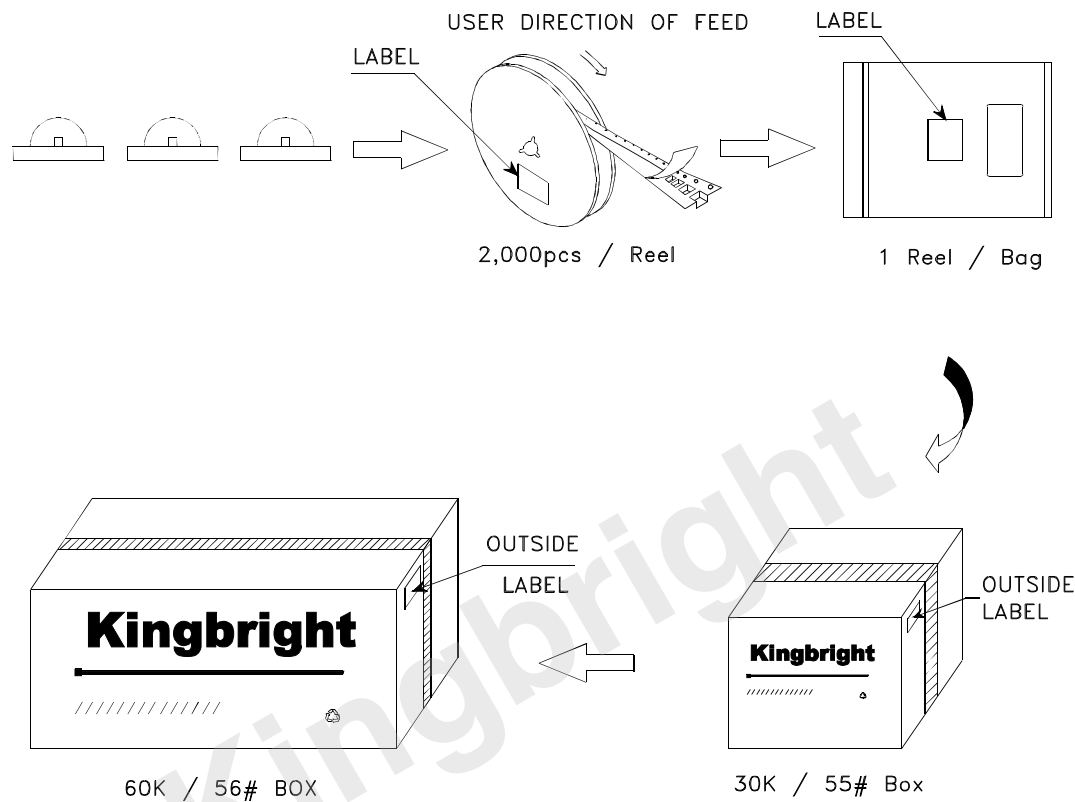 USER DIRECTION OF FEED
LABEL
LABEL
2,000pcs / Reel
1 Reel / Bag
OUTSIDE
LABEL
OUTSIDE
LABEL
Kingbright
Kingbright
60K / 56# BOX
30K / 55# Box
Kingbright